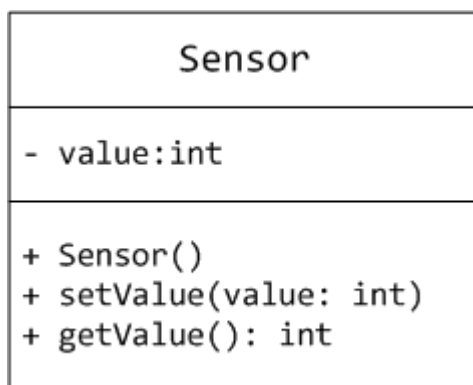 Sensor
- value:int
+ Sensor()
+ setValue(value: int)
+ getValue(): int